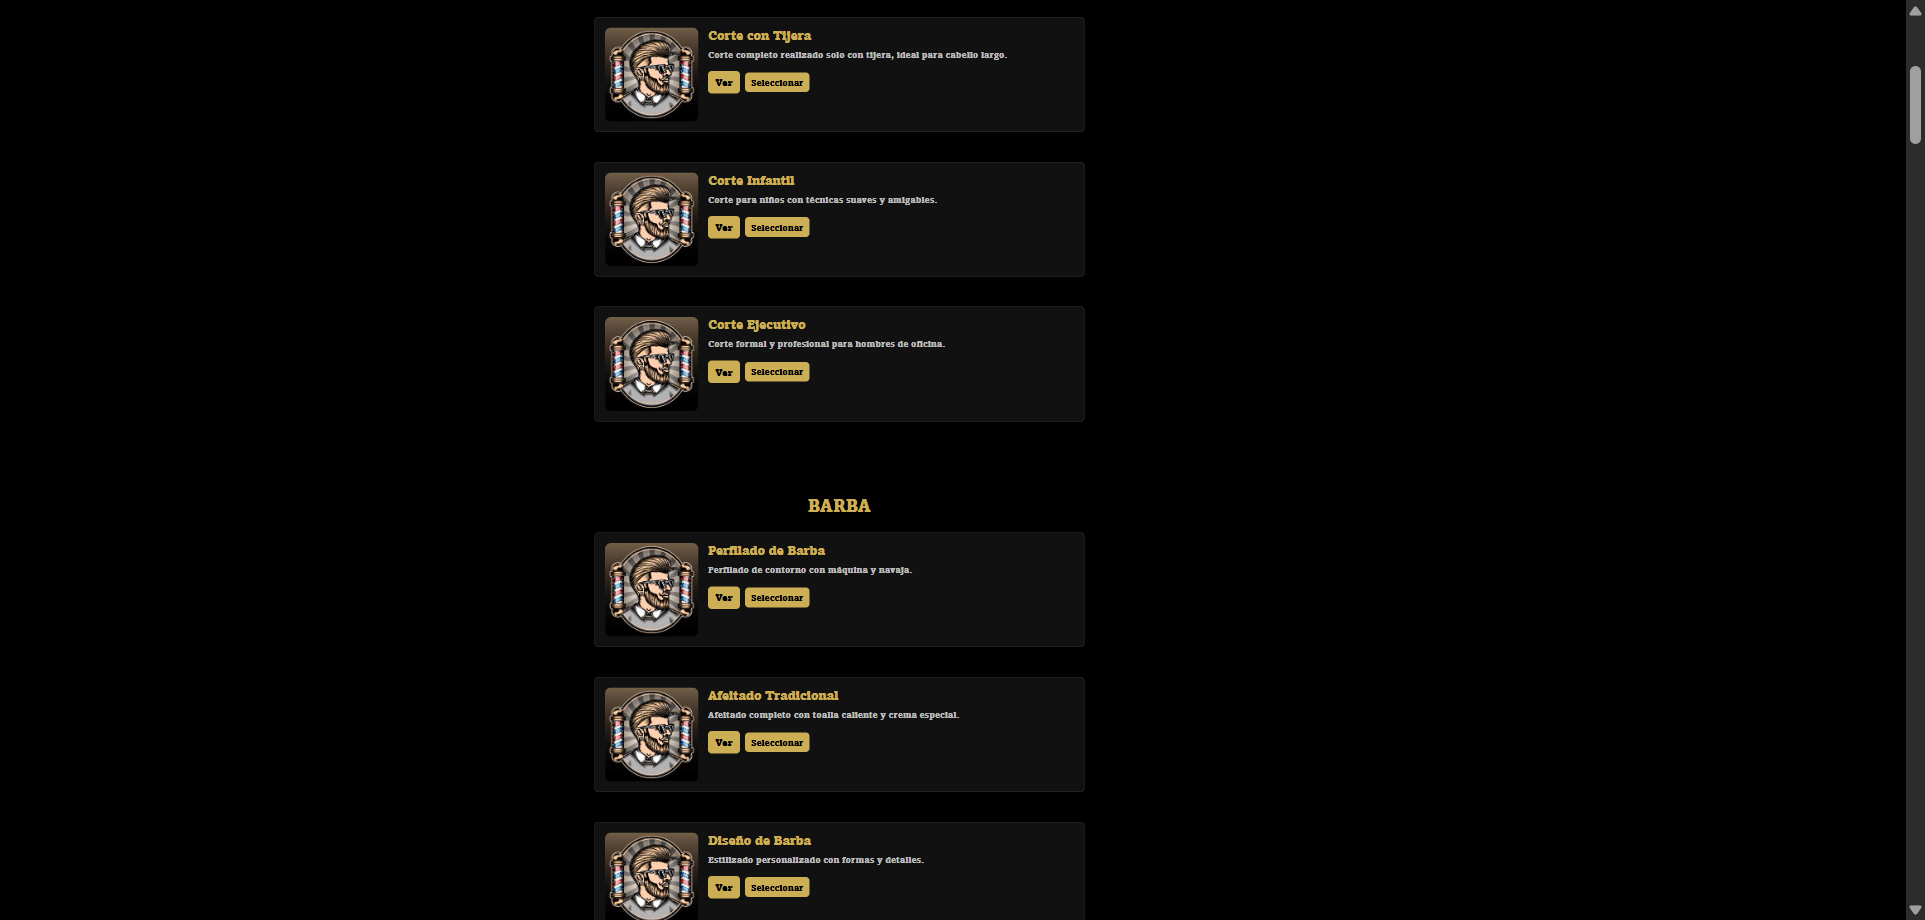 Corte con Tijera
Corte completo realizado solo con tijera, ideal para cabello largo.
Ver
Seleccionar
Corte Infantil
Corte para niños con técnicas suaves y amigables.
Ver
Seleccionar
Corte Ejecutivo
Corte formal y profesional para hombres de oficina.
Ver
Seleccionar
BARBA
Perfilado de Barba
Perfilado de contorno con máquina y navaja.
Ver
Seleccionar
Afeitado Tradicional
Afeitado completo con toalla caliente y crema especial.
Ver
Seleccionar
Diseño de Barba
Estilizado personalizado con formas y detalles.
Ver
Seleccionar